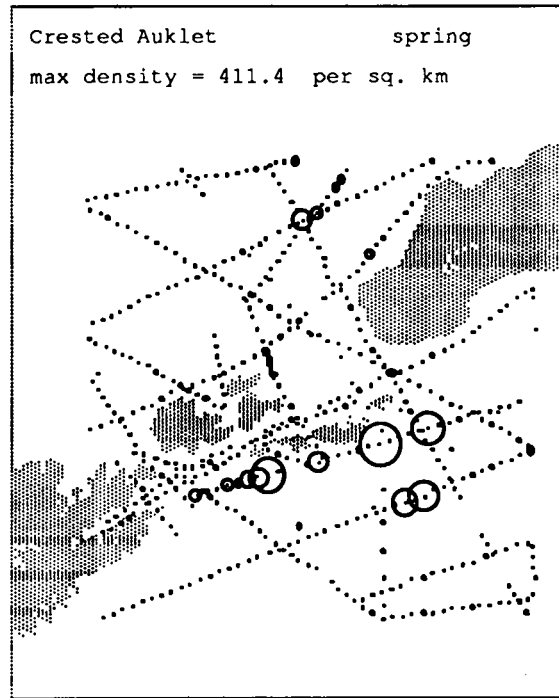 Crested Auklet spring
max density = 411.4 per sq. km